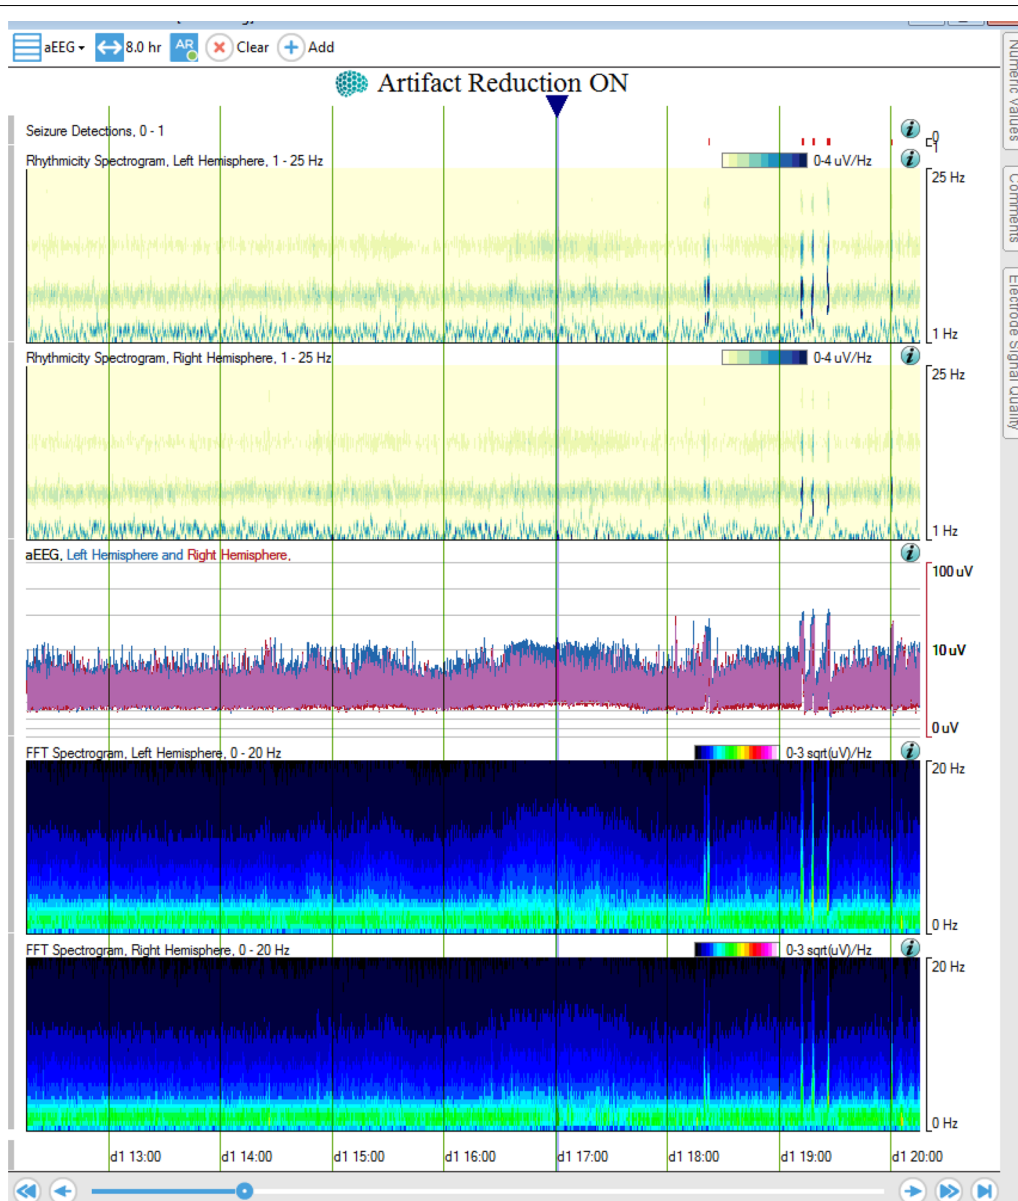 aEEG 8.0 hr AR Clear Add
Artifact Reduction ON
Seizure Detections, 0 - 1
0
1
Rhythmicity Spectrogram, Left Hemisphere, 1 - 25 Hz 0-4 uV/Hz
25 Hz
1 Hz
Rhythmicity Spectrogram, Right Hemisphere, 1 - 25 Hz 0-4 uV/Hz
25 Hz
1 Hz
aEEG, Left Hemisphere and Right Hemisphere,
100 uV
10 uV
0 uV
FFT Spectrogram, Left Hemisphere, 0 - 20 Hz 0-3 sqrt(uV)/Hz
20 Hz
0 Hz
FFT Spectrogram, Right Hemisphere, 0 - 20 Hz 0-3 sqrt(uV)/Hz
20 Hz
0 Hz
d1 13:00 d1 14:00 d1 15:00 d1 16:00 d1 17:00 d1 18:00 d1 19:00 d1 20:00
Numeric Values
Comments
Electrode Signal Quality